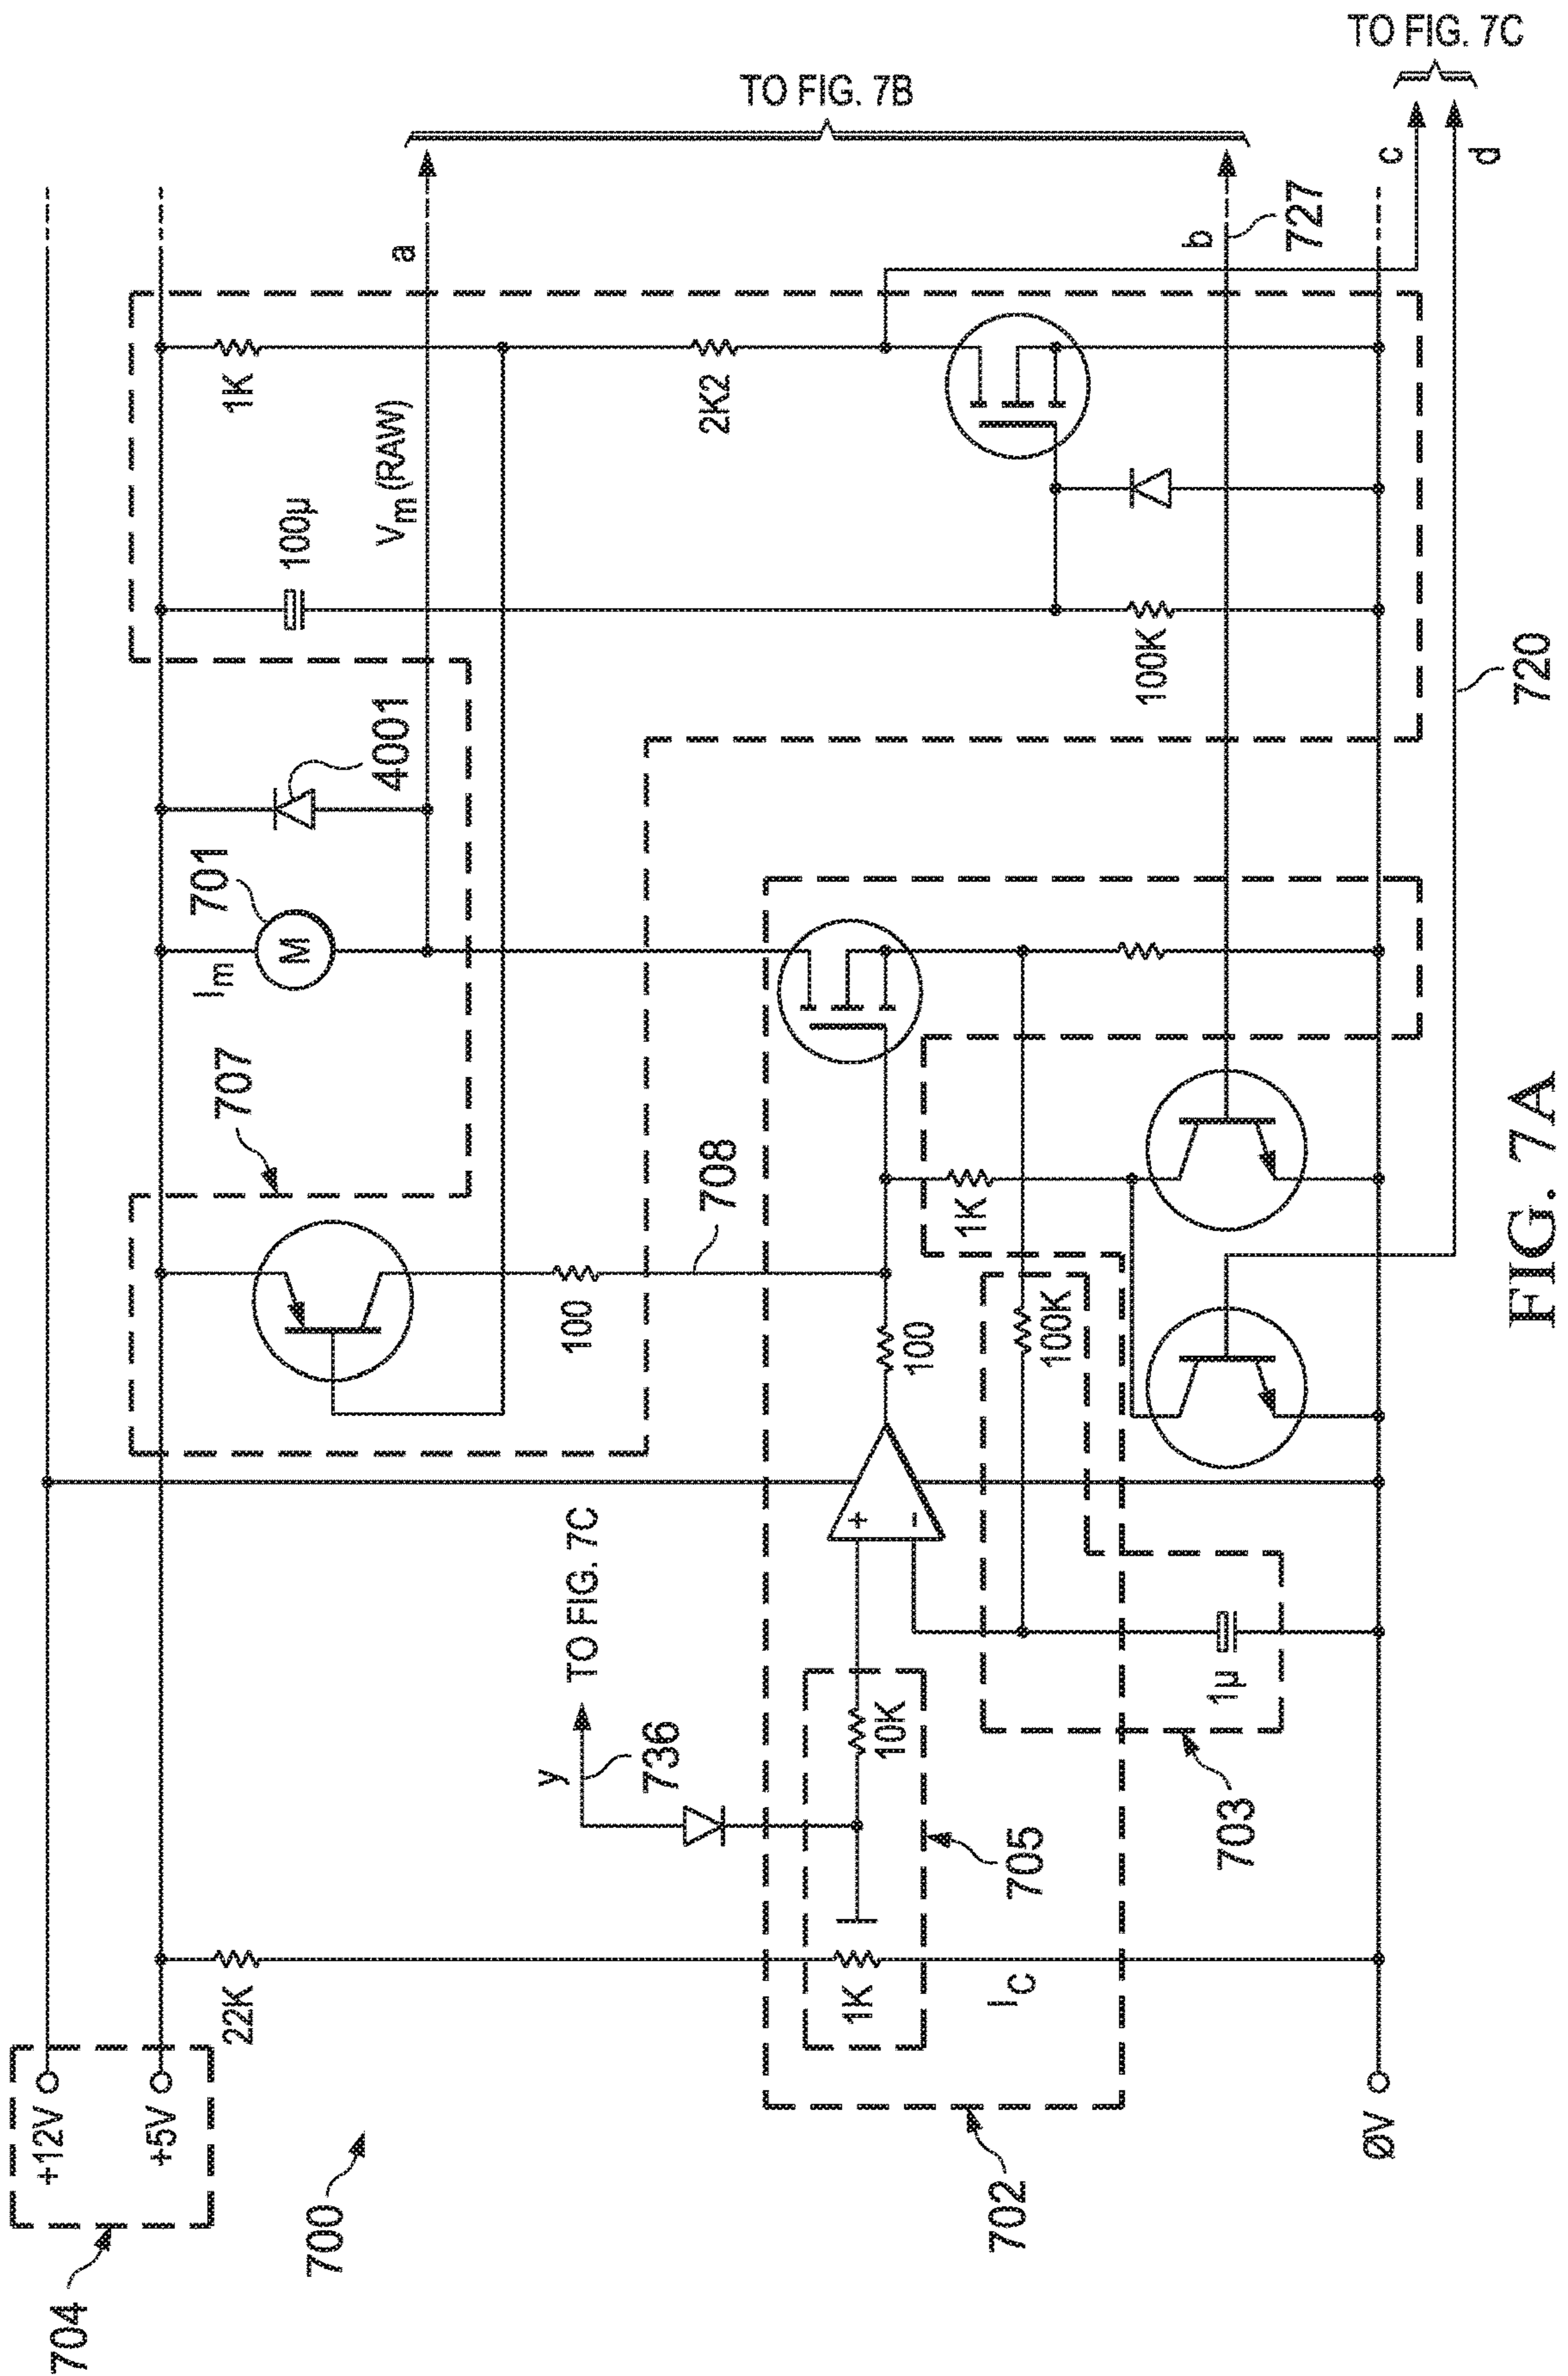 TO FIG. 7C
TO FIG. 7B
c
d
a
b
727
1K
Vm (RAW)
2K2
100µ
100K
720
4001
701
M
Im
707
708
1K
100
100
100K
TO FIG. 7C
+
-
y
736
10K
1µ
703
705
22K
1K
IC
+12V
+5V
ØV
702
700
704
FIG. 7A